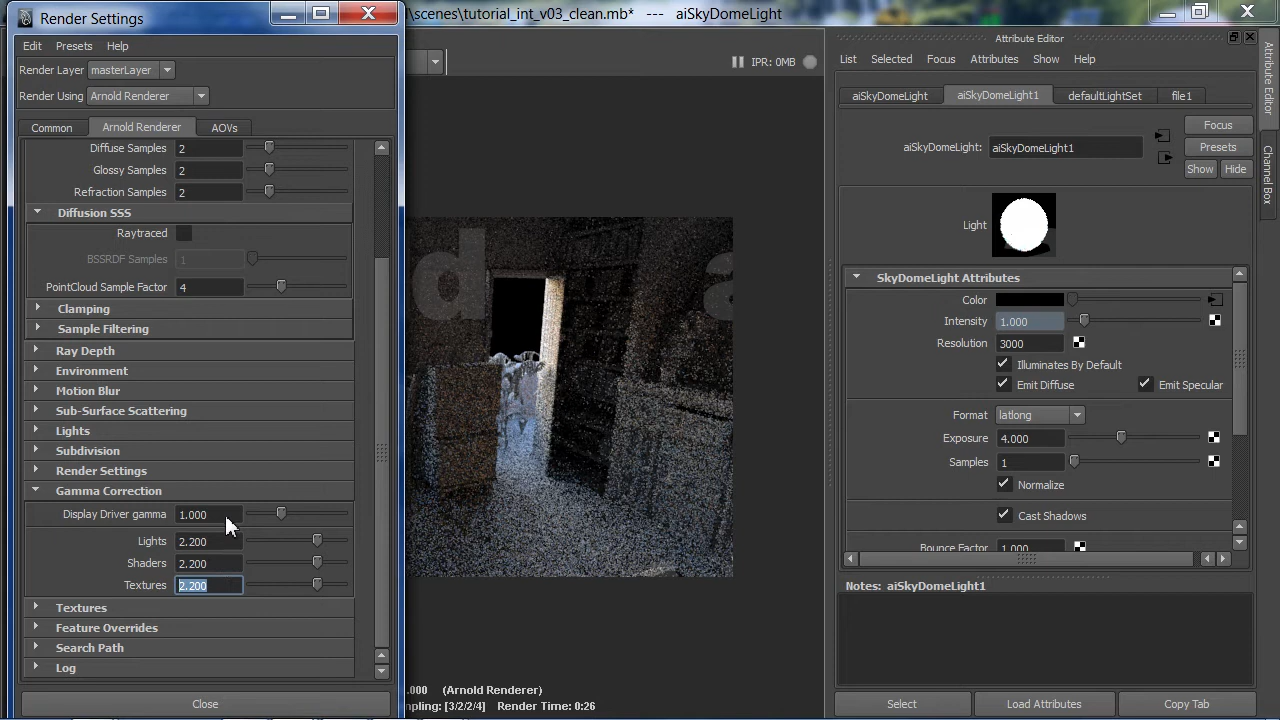 Render Settings
\scenes\tutorial_int_v03_clean.mb* --- aiSkyDomeLight
Edit Presets Help
Render Layer masterLayer
Render Using Arnold Renderer
Common Arnold Renderer AOVs
Diffuse Samples 2
Glossy Samples 2
Refraction Samples 2
Diffusion SSS
Raytraced
BSSRDF Samples 1
PointCloud Sample Factor 4
Clamping
Sample Filtering
Ray Depth
Environment
Motion Blur
Sub-Surface Scattering
Lights
Subdivision
Render Settings
Gamma Correction
Display Driver gamma 1.000
Lights 2.200
Shaders 2.200
Textures 2.200
Textures
Feature Overrides
Search Path
Log
Close
IPR: 0MB
d a
.000 (Arnold Renderer)
pling: [3/2/2/4] Render Time: 0:26
Attribute Editor
List Selected Focus Attributes Show Help
aiSkyDomeLight aiSkyDomeLight1 defaultLightSet file1
aiSkyDomeLight: aiSkyDomeLight1
Focus
Presets
Show Hide
Light
SkyDomeLight Attributes
Color
Intensity 1.000
Resolution 3000
Illuminates By Default
Emit Diffuse Emit Specular
Format latlong
Exposure 4.000
Samples 1
Normalize
Cast Shadows
Bounce Factor 1.000
Notes: aiSkyDomeLight1
Select Load Attributes Copy Tab
Attribute Editor
Channel Box